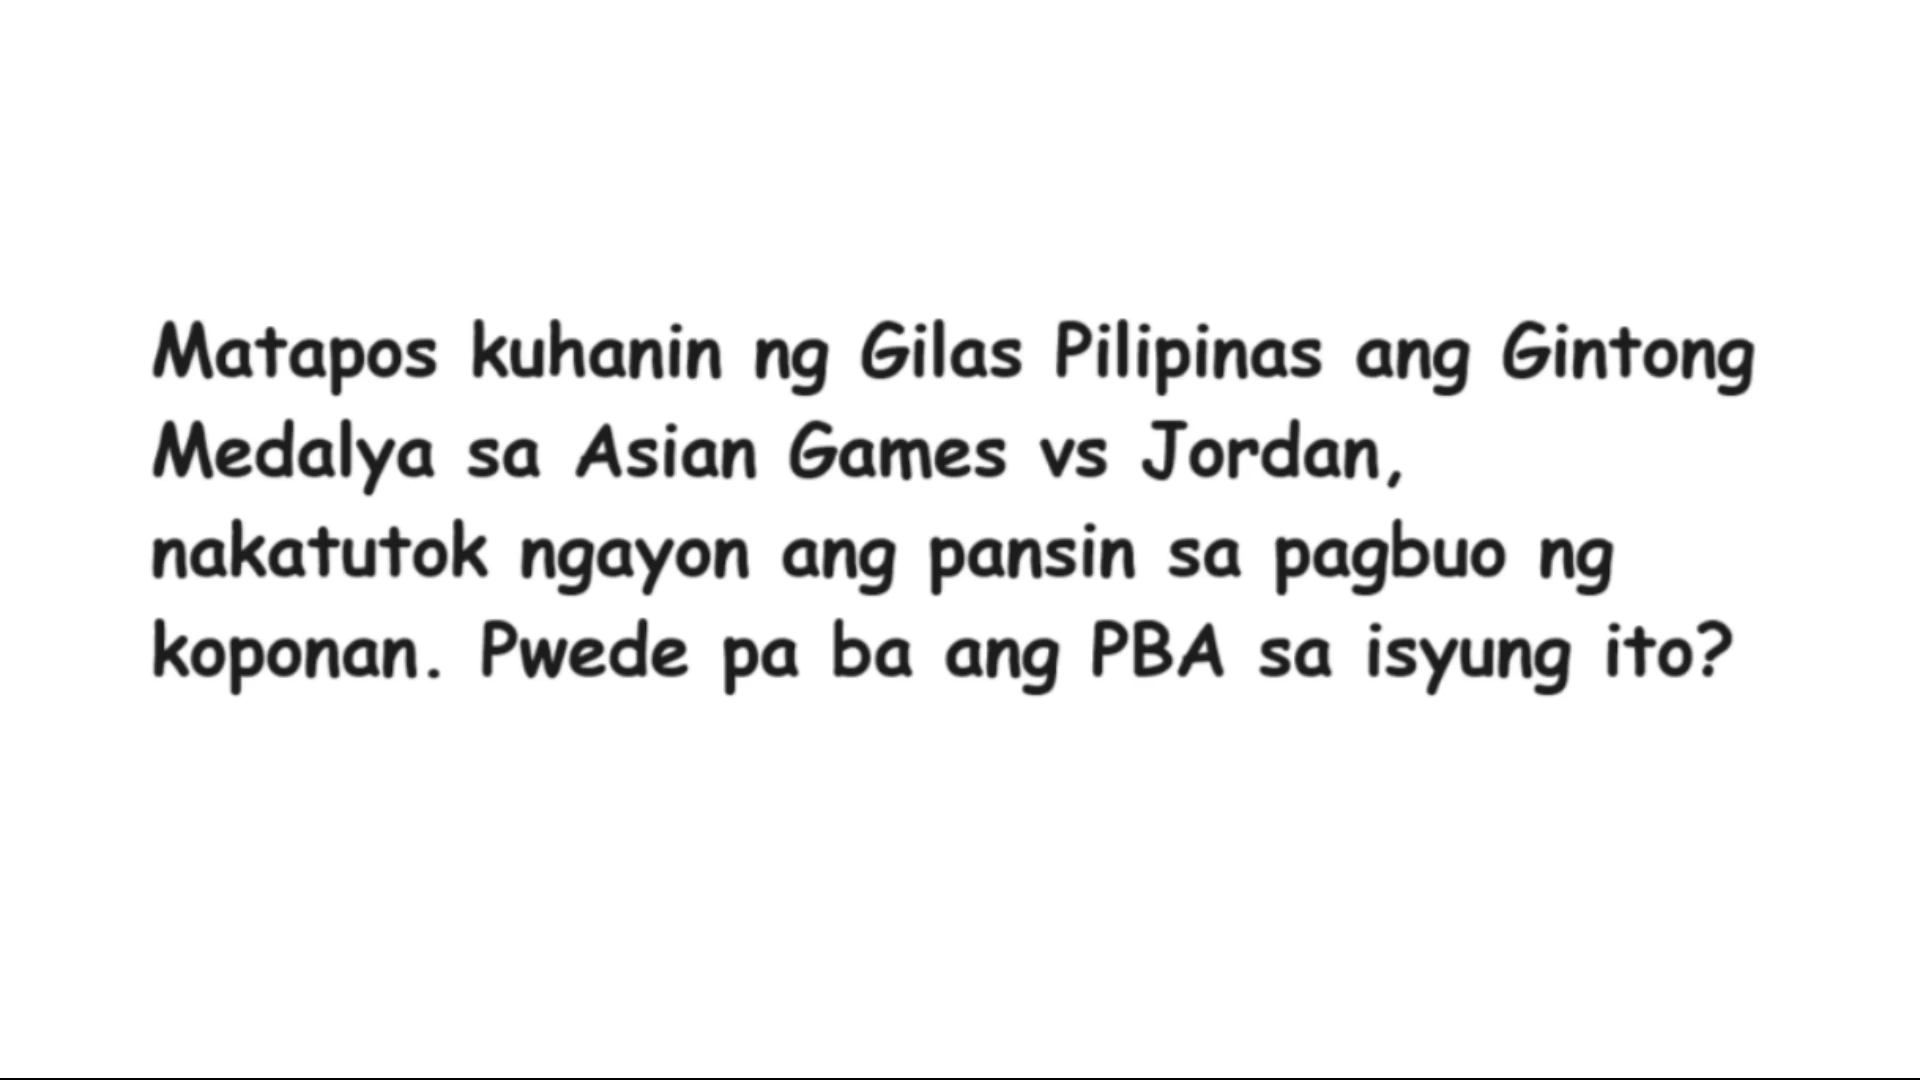 Matapos kuhanin ng Gilas Pilipinas ang Gintong
Medalya sa Asian Games vs Jordan,
nakatutok ngayon ang pansin sa pagbuo ng
koponan. Pwede pa ba ang PBA sa isyung ito?